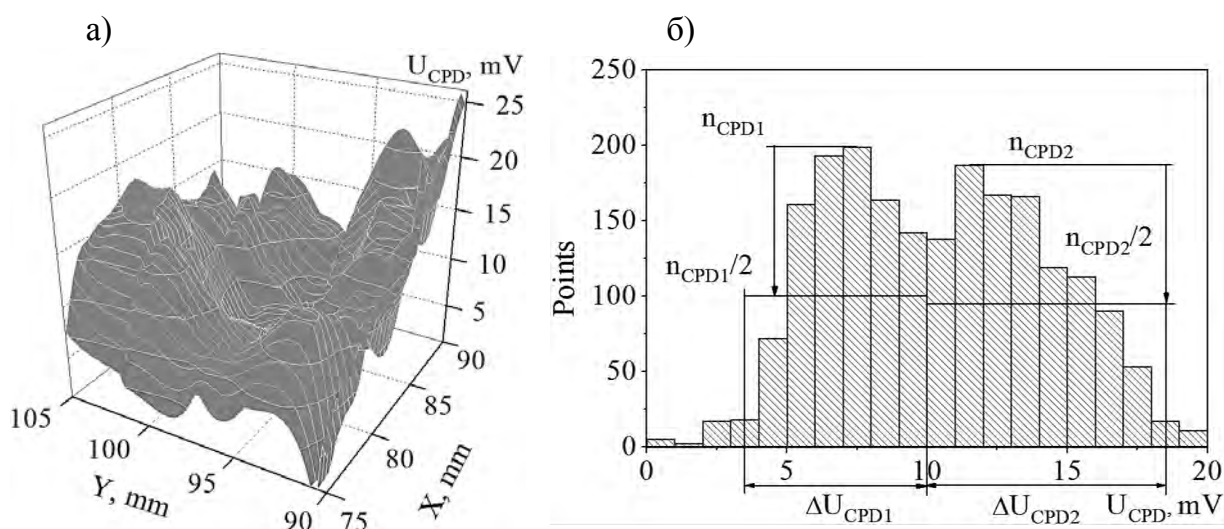 а)
U_CPD, mV
25
20
15
10
5
90
85
80
90 75
X, mm
105
100
95
Y, mm
б)
250
200
150
100
50
0
Points
n_CPD1
n_CPD2
n_CPD1/2
n_CPD2/2
0 5 10 15 20
ΔU_CPD1 ΔU_CPD2 U_CPD, mV